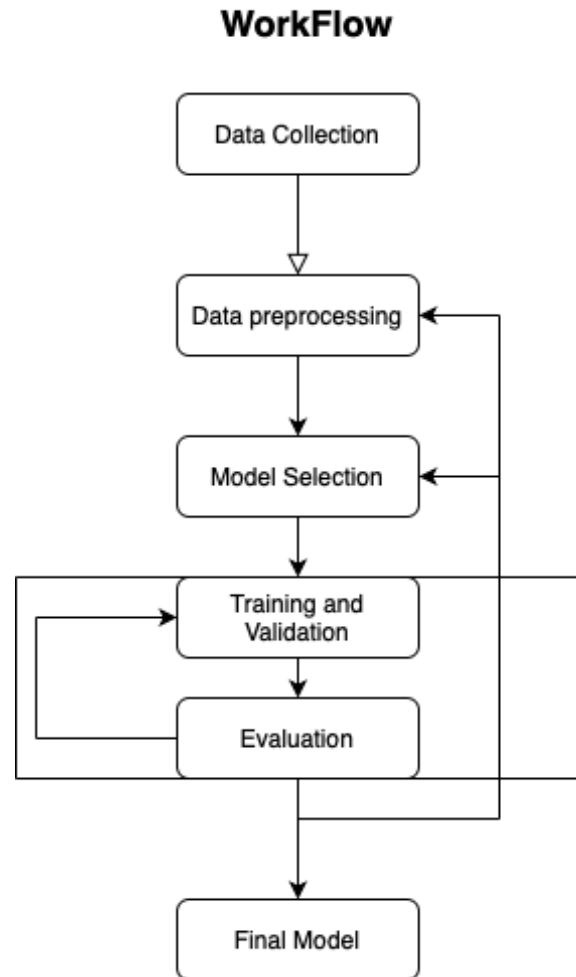 WorkFlow
Data Collection
Data preprocessing
Model Selection
Training and
Validation
Evaluation
Final Model